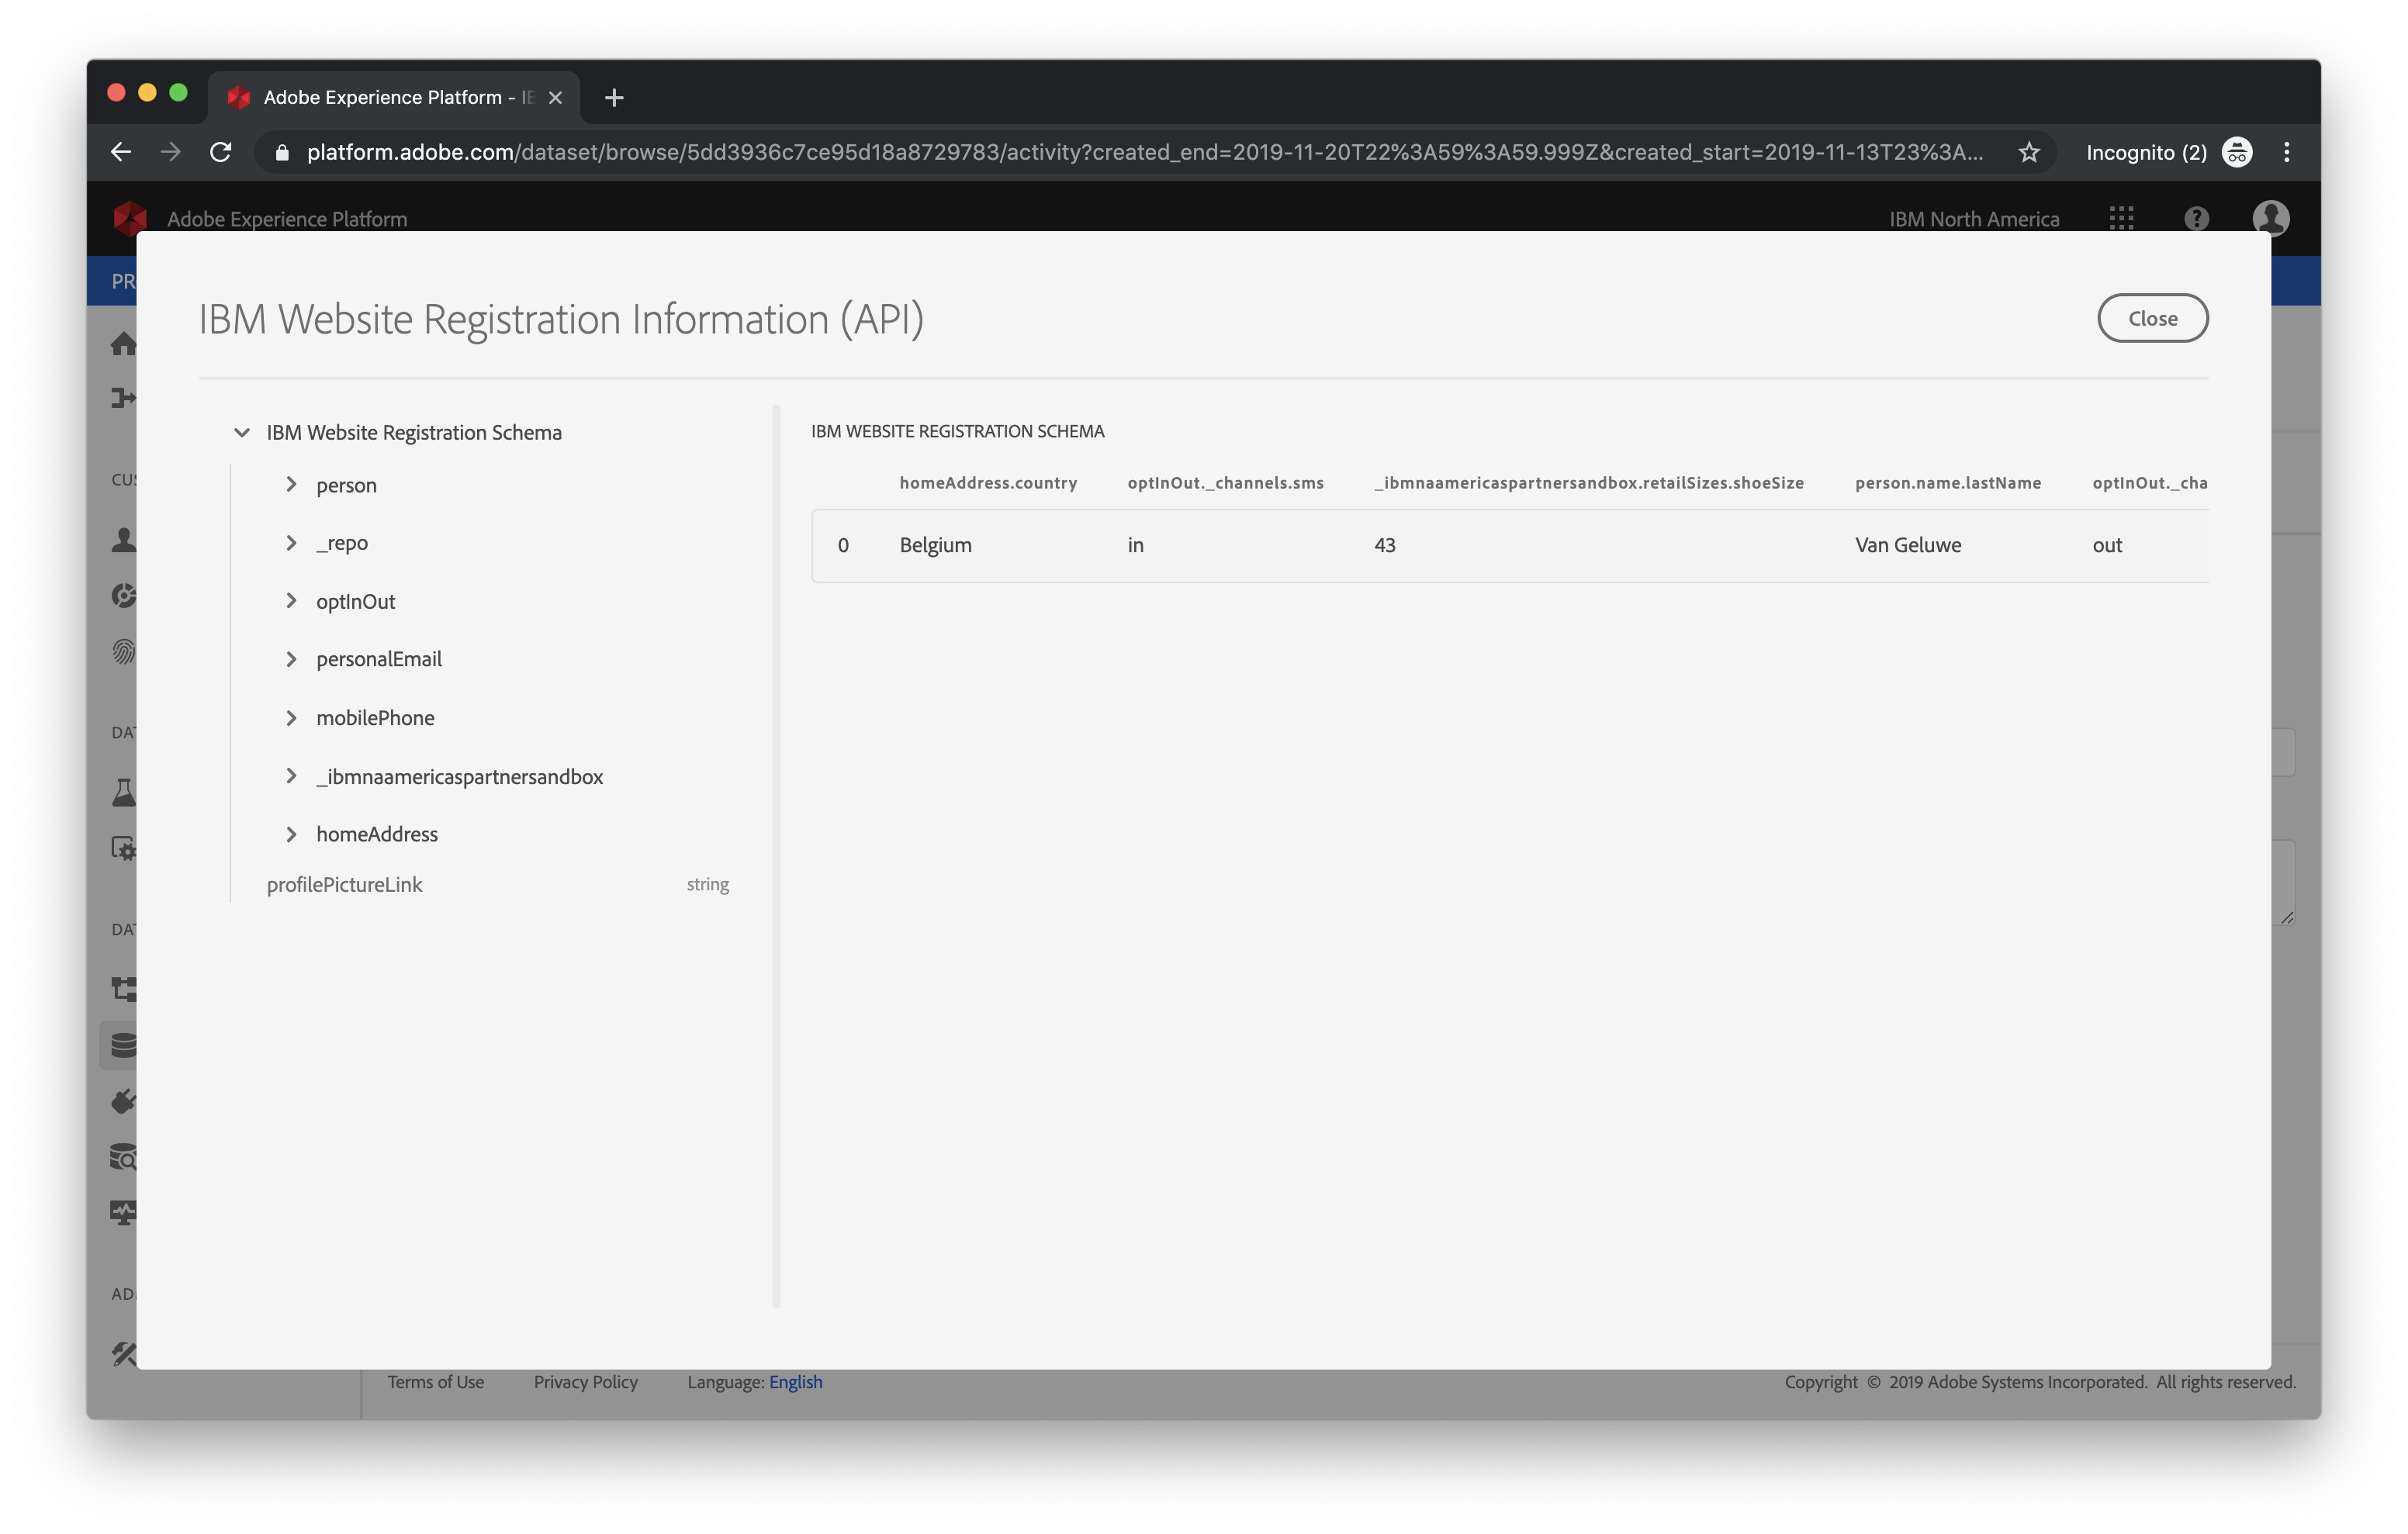 Adobe Experience Platform - IB
platform.adobe.com/dataset/browse/5dd3936c7ce95d18a8729783/activity?created_end=2019-11-20T22%3A59%3A59.999Z&created_start=2019-11-13T23%3A...
Incognito (2)
Adobe Experience Platform
IBM North America
PR
IBM Website Registration Information (API)
Close
CUS
DAT
DAT
AD
IBM Website Registration Schema
person
_repo
optInOut
personalEmail
mobilePhone
_ibmnaamericaspartnersandbox
homeAddress
profilePictureLink string
IBM WEBSITE REGISTRATION SCHEMA
homeAddress.country optInOut._channels.sms _ibmnaamericaspartnersandbox.retailSizes.shoeSize person.name.lastName optInOut._cha
0 Belgium in 43 Van Geluwe out
Terms of Use Privacy Policy Language: English
Copyright © 2019 Adobe Systems Incorporated. All rights reserved.